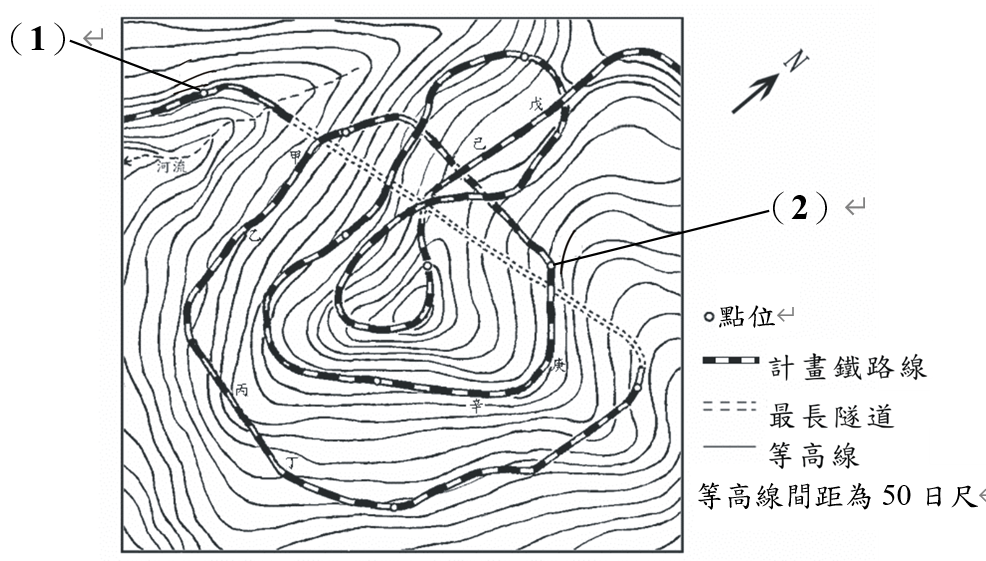 （1）↵
N
戊
己
甲
河流
乙
（2）↵
點位↵
庚
計畫鐵路線
丙
辛
最長隧道
等高線
丁
等高線間距為 50 日尺↵